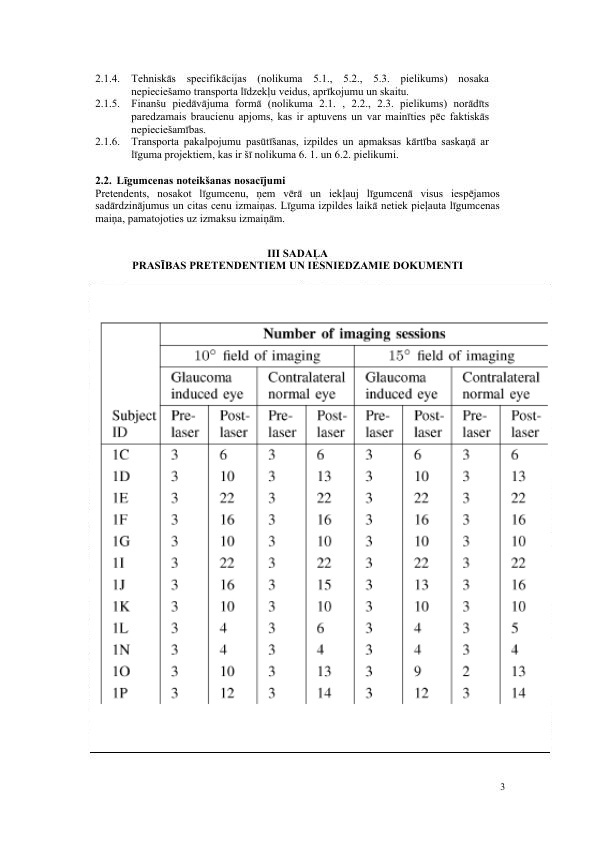 2.1.4. Tehniskās specifikācijas (nolikuma 5.1., 5.2., 5.3. pielikums) nosaka
nepieciešamo transporta līdzekļu veidus, aprīkojumu un skaitu.
2.1.5. Finanšu piedāvājuma formā (nolikuma 2.1. , 2.2., 2.3. pielikums) norādīts
paredzamais braucienu apjoms, kas ir aptuvens un var mainīties pēc faktiskās
nepieciešamības.
2.1.6. Transporta pakalpojumu pasūtīšanas, izpildes un apmaksas kārtība saskaņā ar
līguma projektiem, kas ir šī nolikuma 6. 1. un 6.2. pielikumi.
2.2. Līgumcenas noteikšanas nosacījumi
Pretendents, nosakot līgumcenu, ņem vērā un iekļauj līgumcenā visus iespējamos
sadārdzinājumus un citas cenu izmaiņas. Līguma izpildes laikā netiek pieļauta līgumcenas
maiņa, pamatojoties uz izmaksu izmaiņām.
III SADAĻA
PRASĪBAS PRETENDENTIEM UN IESNIEDZAMIE DOKUMENTI
Number of imaging sessions
10° field of imaging 15° field of imaging
Glaucoma Contralateral Glaucoma Contralateral
induced eye normal eye induced eye normal eye
Subject Pre- Post- Pre- Post- Pre- Post- Pre- Post-
ID laser laser laser laser laser laser laser laser
1C 3 6 3 6 3 6 3 6
1D 3 10 3 13 3 10 3 13
1E 3 22 3 22 3 22 3 22
1F 3 16 3 16 3 16 3 16
1G 3 10 3 10 3 10 3 10
1I 3 22 3 22 3 22 3 22
1J 3 16 3 15 3 13 3 16
1K 3 10 3 10 3 10 3 10
1L 3 4 3 6 3 4 3 5
1N 3 4 3 4 3 4 3 4
1O 3 10 3 13 3 9 2 13
1P 3 12 3 14 3 12 3 14
3